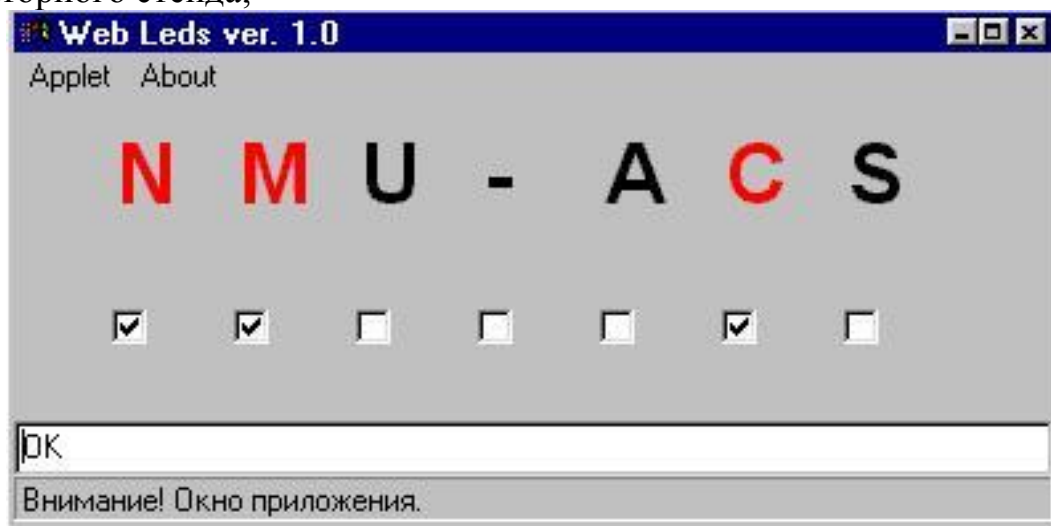 Web Leds ver. 1.0
Applet About
N M U - A C S
OK
Внимание! Окно приложения.